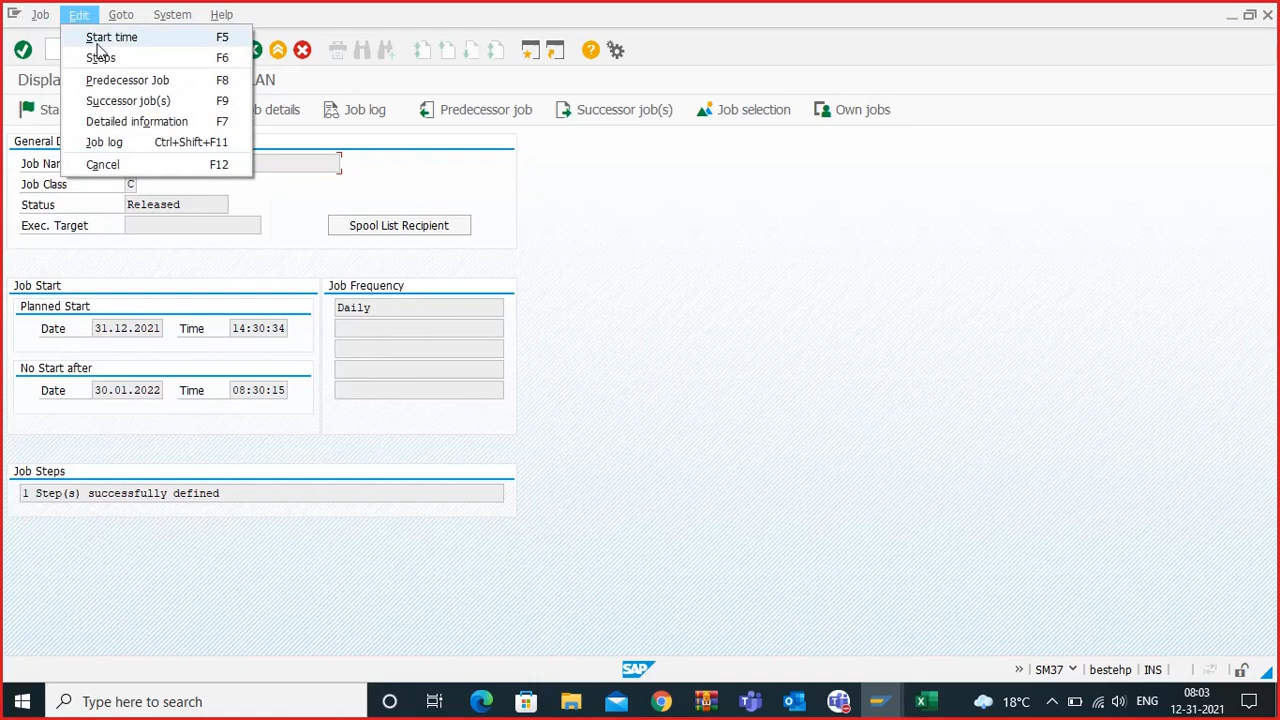 Job Edit Goto System Help
Start time F5
Steps F6
Displa LAN
Predecessor Job F8
Successor job(s) F9
Sta b details Job log Predecessor job Successor job(s) Job selection Own jobs
Detailed information F7
General D
Job log Ctrl+Shift+F11
Job Nam
Cancel F12
Job Class C
Status Released
Exec. Target Spool List Recipient
Job Start Job Frequency
Planned Start Daily
Date 31.12.2021 Time 14:30:34
No Start after
Date 30.01.2022 Time 08:30:15
Job Steps
1 Step(s) successfully defined
SAP SM37 bestehp INS
Type here to search 18°C ENG 08:03
12-31-2021